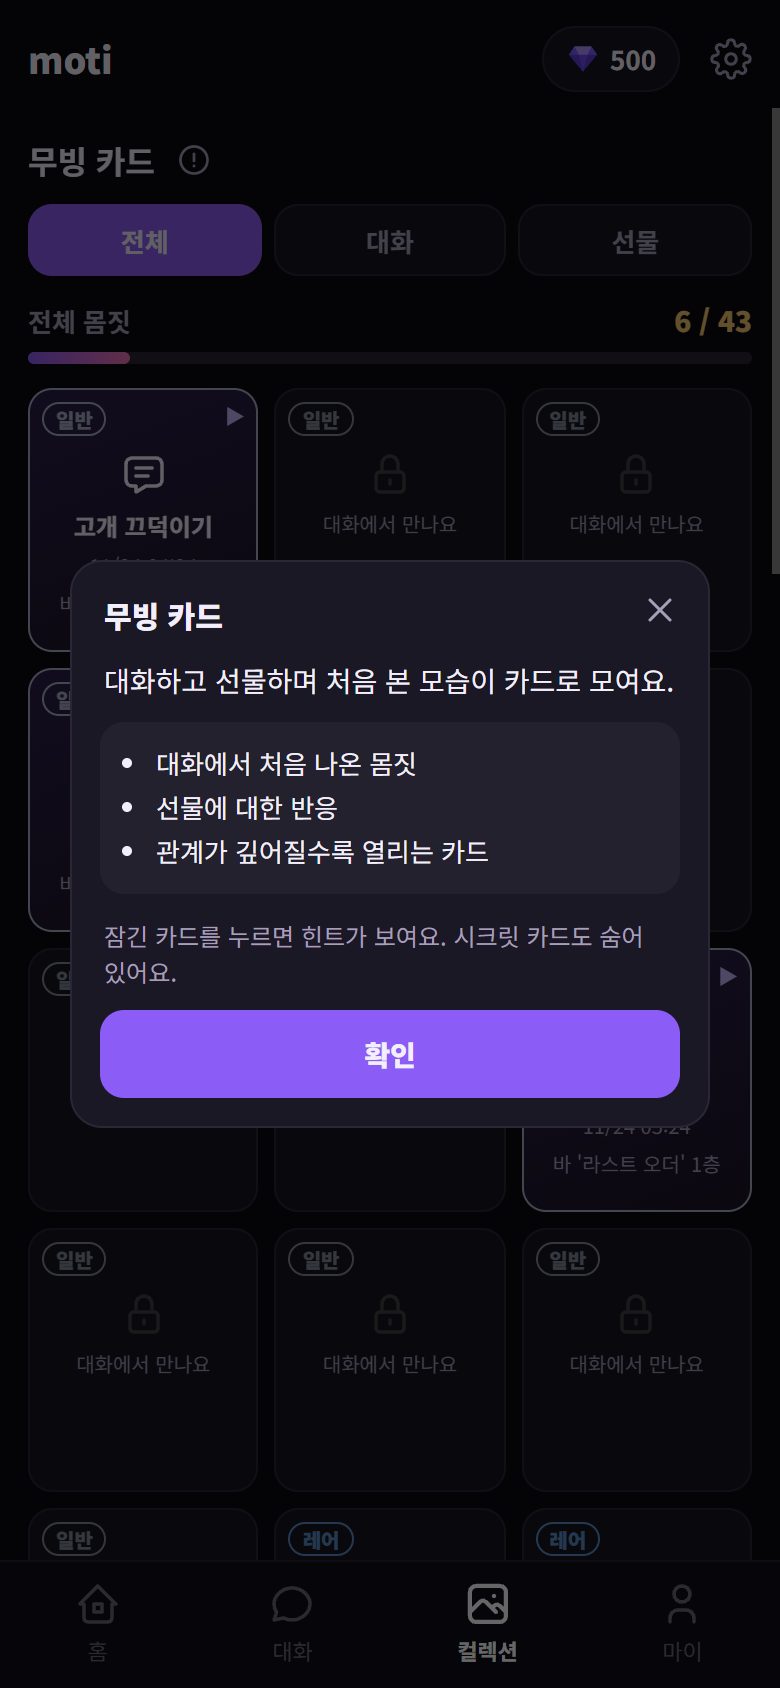 moti
500
무빙 카드
전체
대화
선물
전체 몸짓
6 / 43
일반
일반
일반
고개 끄덕이기
대화에서 만나요
대화에서 만나요
무빙 카드
대화하고 선물하며 처음 본 모습이 카드로 모여요.
• 대화에서 처음 나온 몸짓
• 선물에 대한 반응
• 관계가 깊어질수록 열리는 카드
잠긴 카드를 누르면 힌트가 보여요. 시크릿 카드도 숨어
있어요.
확인
바 '라스트 오더' 1층
일반
일반
일반
대화에서 만나요
대화에서 만나요
대화에서 만나요
일반
레어
레어
홈
대화
컬렉션
마이